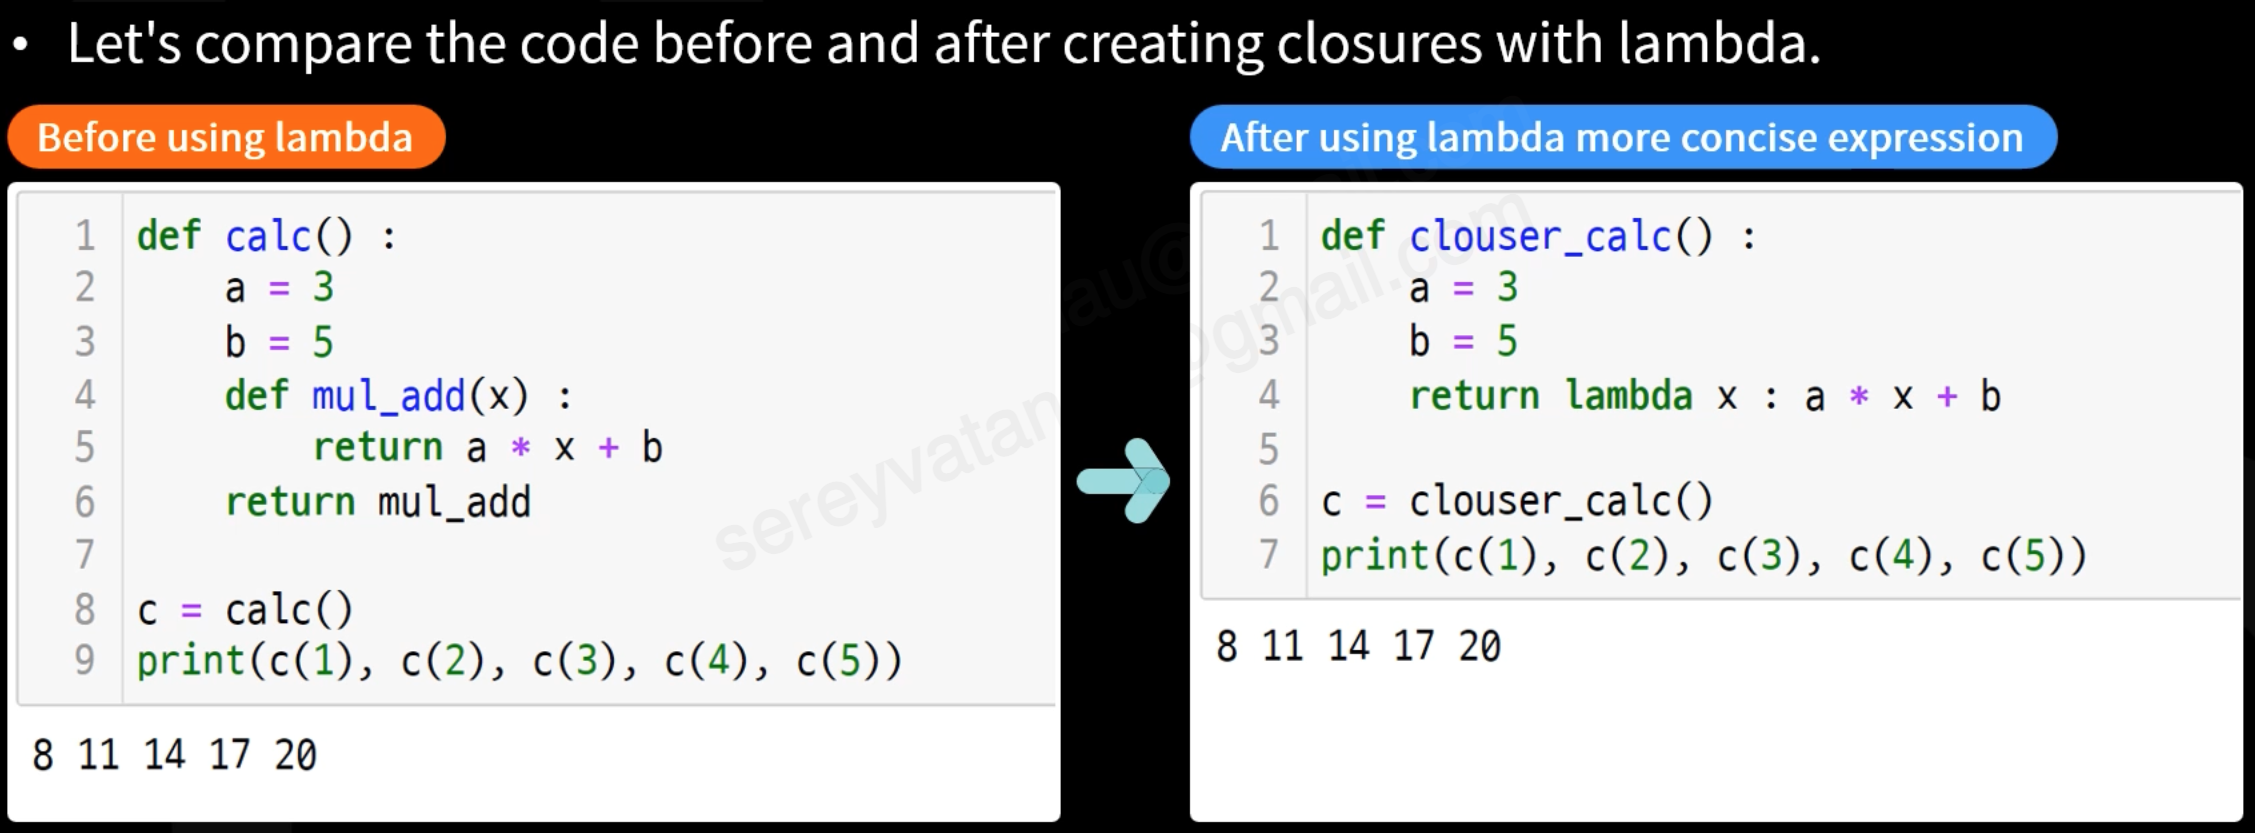 • Let's compare the code before and after creating closures with lambda.
Before using lambda
1 def calc() :
2     a = 3
3     b = 5
4     def mul_add(x) :
5         return a * x + b
6     return mul_add
7
8 c = calc()
9 print(c(1), c(2), c(3), c(4), c(5))
8 11 14 17 20
After using lambda more concise expression
1 def clouser_calc() :
2     a = 3
3     b = 5
4     return lambda x : a * x + b
5
6 c = clouser_calc()
7 print(c(1), c(2), c(3), c(4), c(5))
8 11 14 17 20